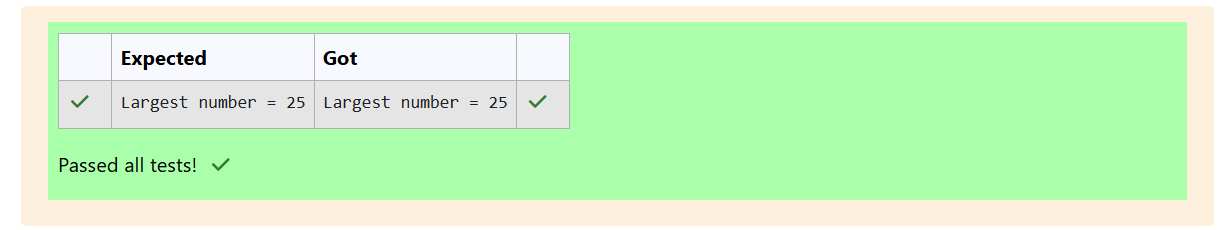 Expected Got
Largest number = 25 Largest number = 25
Passed all tests!